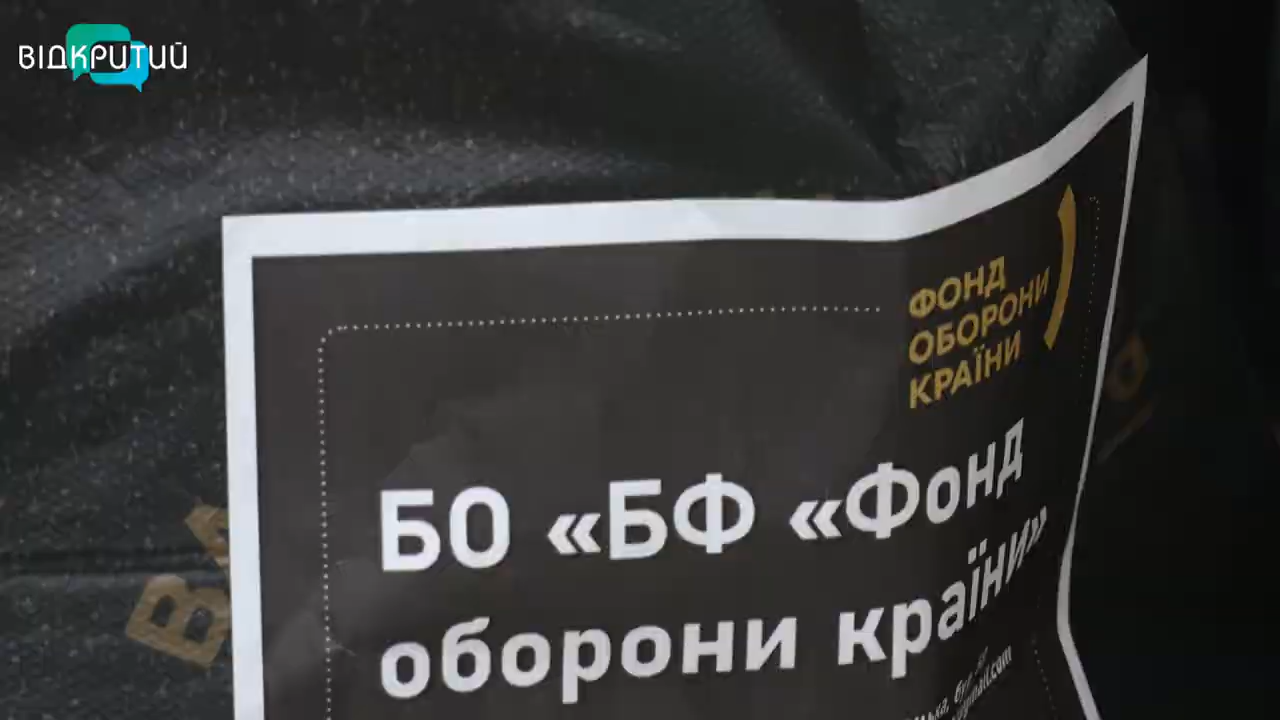 ВІДКРИТИЙ
ФОНД
ОБОРОНИ
КРАЇНИ
БО «БФ «Фонд
оборони країни»